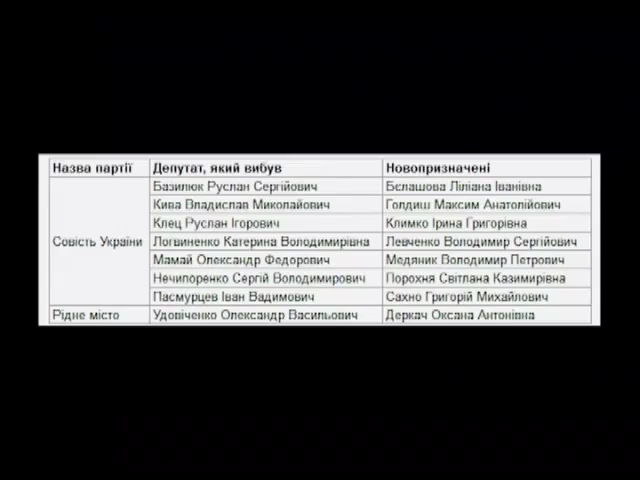 Назва партії Депутат, який вибув Новопризначені
Базилюк Руслан Сергійович Бєлашова Ліліана Іванівна
Кива Владислав Миколайович Голдиш Максим Анатолійович
Клец Руслан Ігорович Климко Ірина Григорівна
Совість України Логвиненко Катерина Володимирівна Левченко Володимир Сергійович
Мамай Олександр Федорович Медяник Володимир Петрович
Нечипоренко Сергій Володимирович Порохня Світлана Казимирівна
Пасмурцев Іван Вадимович Сахно Григорій Михайлович
Рідне місто Удовіченко Олександр Васильович Деркач Оксана Антонівна